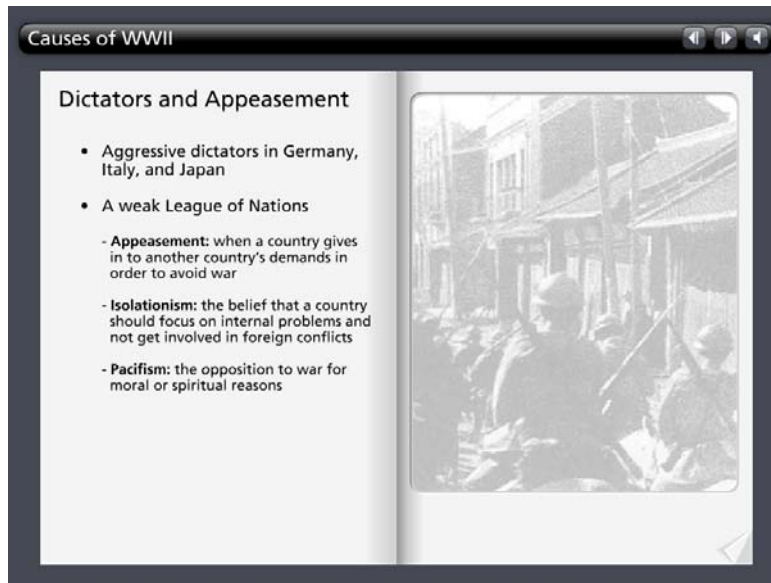 Causes of WWII
Dictators and Appeasement
• Aggressive dictators in Germany,
Italy, and Japan
• A weak League of Nations
- Appeasement: when a country gives
in to another country's demands in
order to avoid war
- Isolationism: the belief that a country
should focus on internal problems and
not get involved in foreign conflicts
- Pacifism: the opposition to war for
moral or spiritual reasons